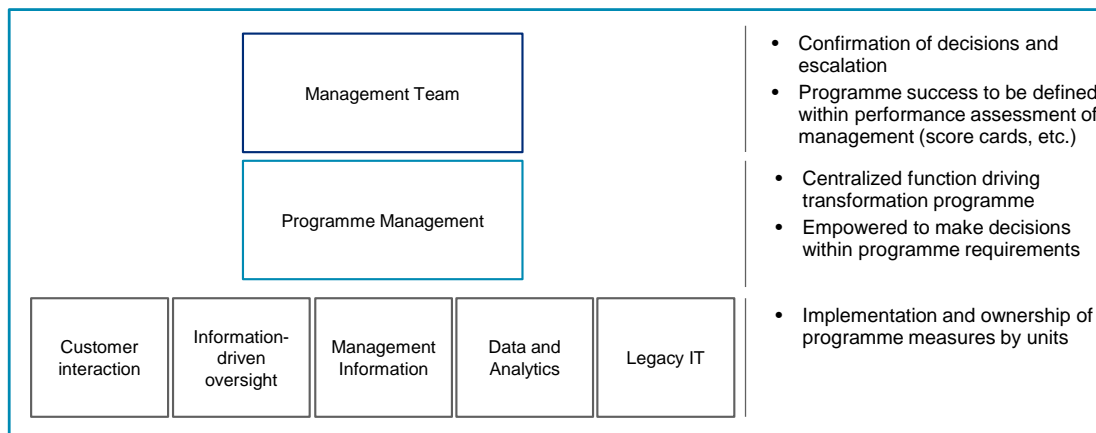 Management Team
• Confirmation of decisions and
escalation
• Programme success to be defined
within performance assessment of
management (score cards, etc.)
Programme Management
• Centralized function driving
transformation programme
• Empowered to make decisions
within programme requirements
Customer
interaction
Information-
driven
oversight
Management
Information
Data and
Analytics
Legacy IT
• Implementation and ownership of
programme measures by units